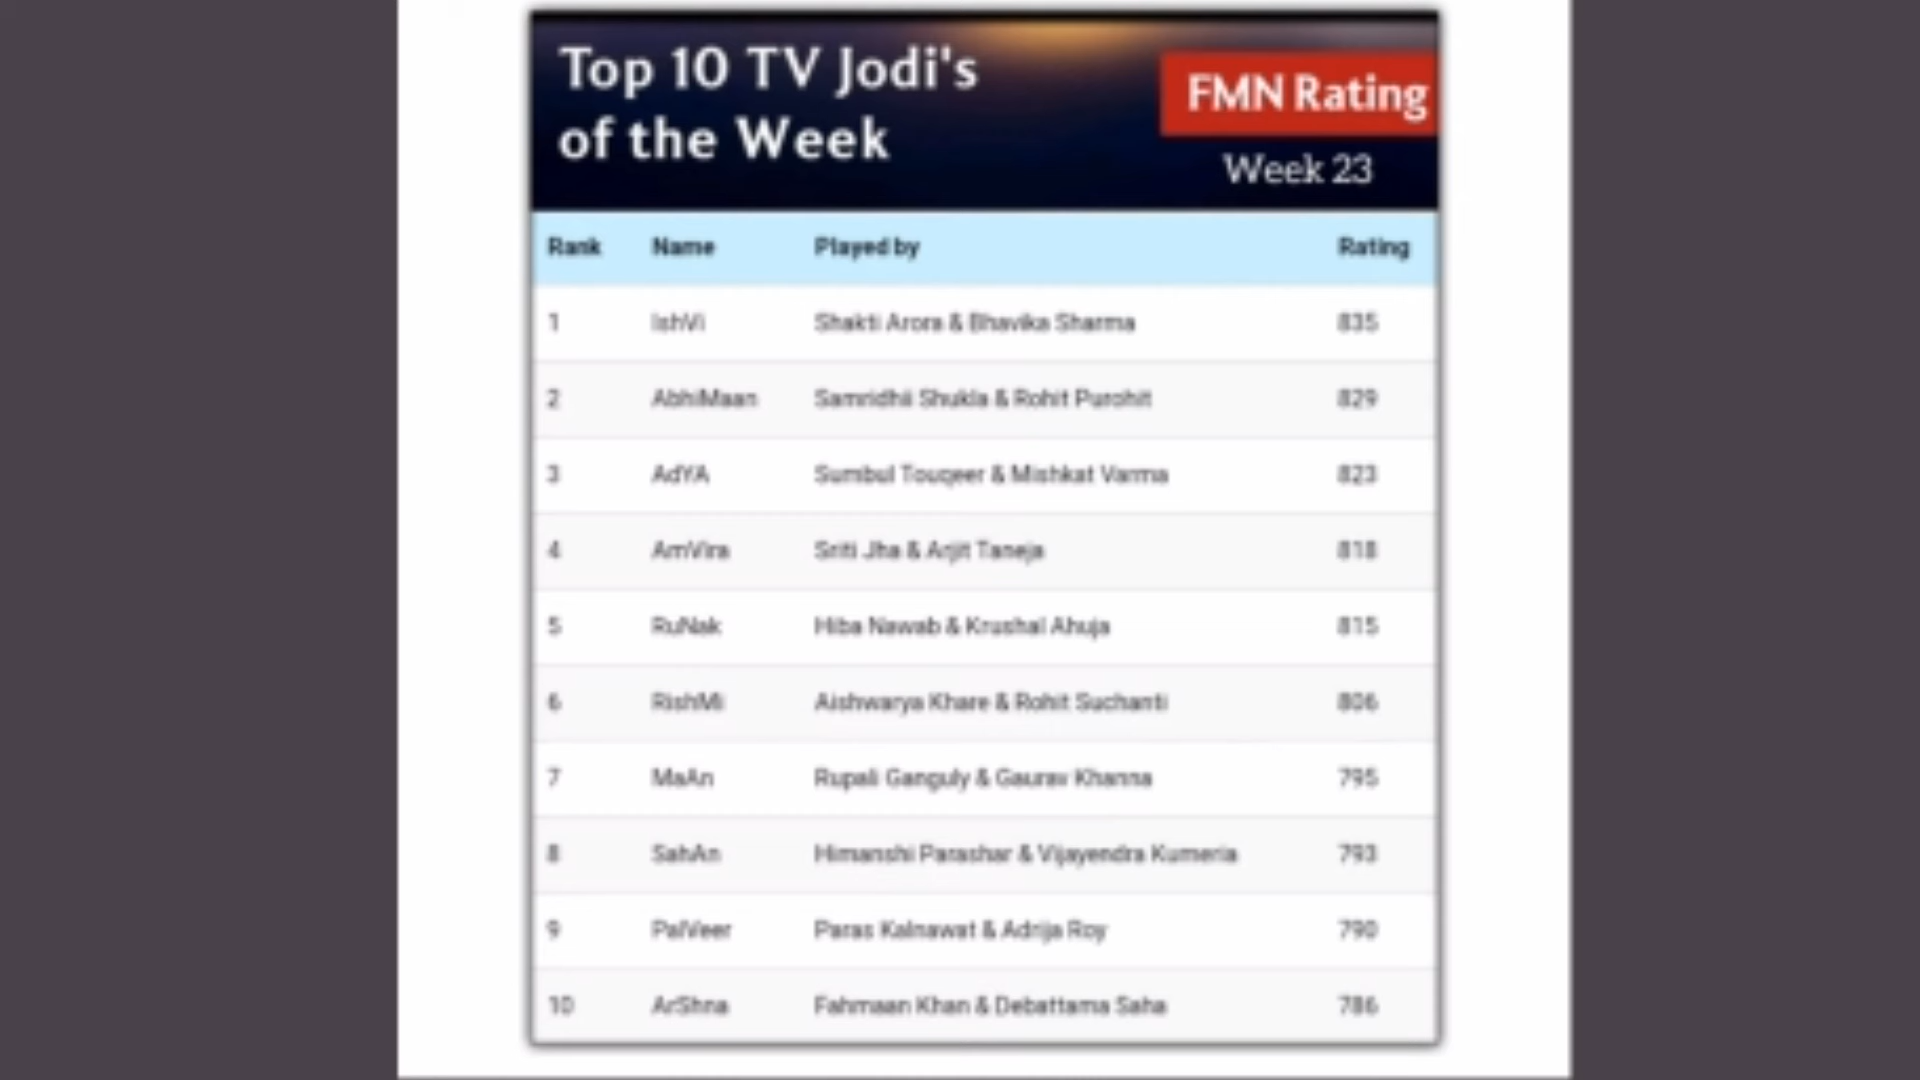 Top 10 TV Jodi's
of the Week
FMN Rating
Week 23
Rank Name Played by Rating
1 IshVi Shakti Arora & Bhavika Sharma 835
2 AbhiMaan Samridhii Shukla & Rohit Purohit 829
3 AdYA Sumbul Touqeer & Mishkat Varma 823
4 AmVira Sriti Jha & Arjit Taneja 818
5 RuNak Hiba Nawab & Krushal Ahuja 815
6 RishMi Aishwarya Khare & Rohit Suchanti 806
7 MaAn Rupali Ganguly & Gaurav Khanna 795
8 SahAn Himanshi Parashar & Vijayendra Kumeria 793
9 PalVeer Paras Kalnawat & Adrija Roy 790
10 ArShna Fahmaan Khan & Debattama Saha 786